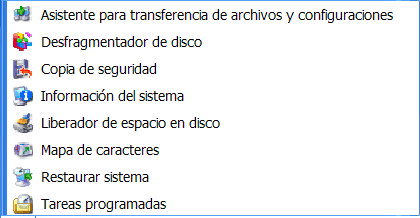 Asistente para transferencia de archivos y configuraciones
Desfragmentador de disco
Copia de seguridad
Información del sistema
Liberador de espacio en disco
Mapa de caracteres
Restaurar sistema
Tareas programadas